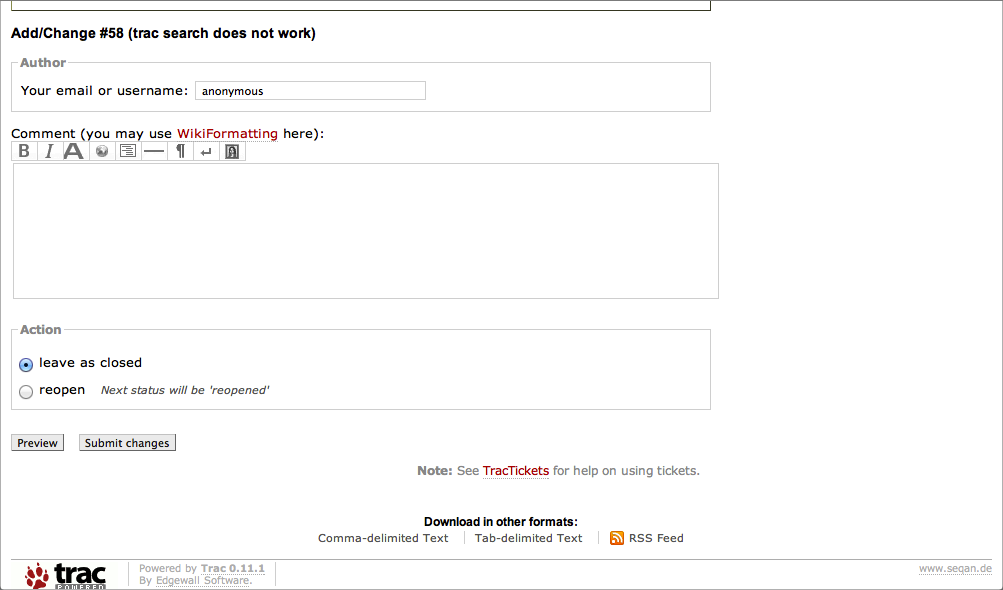 Add/Change #58 (trac search does not work)
Author
Your email or username: anonymous
Comment (you may use WikiFormatting here):
B I A
Action
leave as closed
reopen Next status will be 'reopened'
Preview Submit changes
Note: See TracTickets for help on using tickets.
Download in other formats:
Comma-delimited Text Tab-delimited Text RSS Feed
trac
POWERED
Powered by Trac 0.11.1
By Edgewall Software.
www.seqan.de